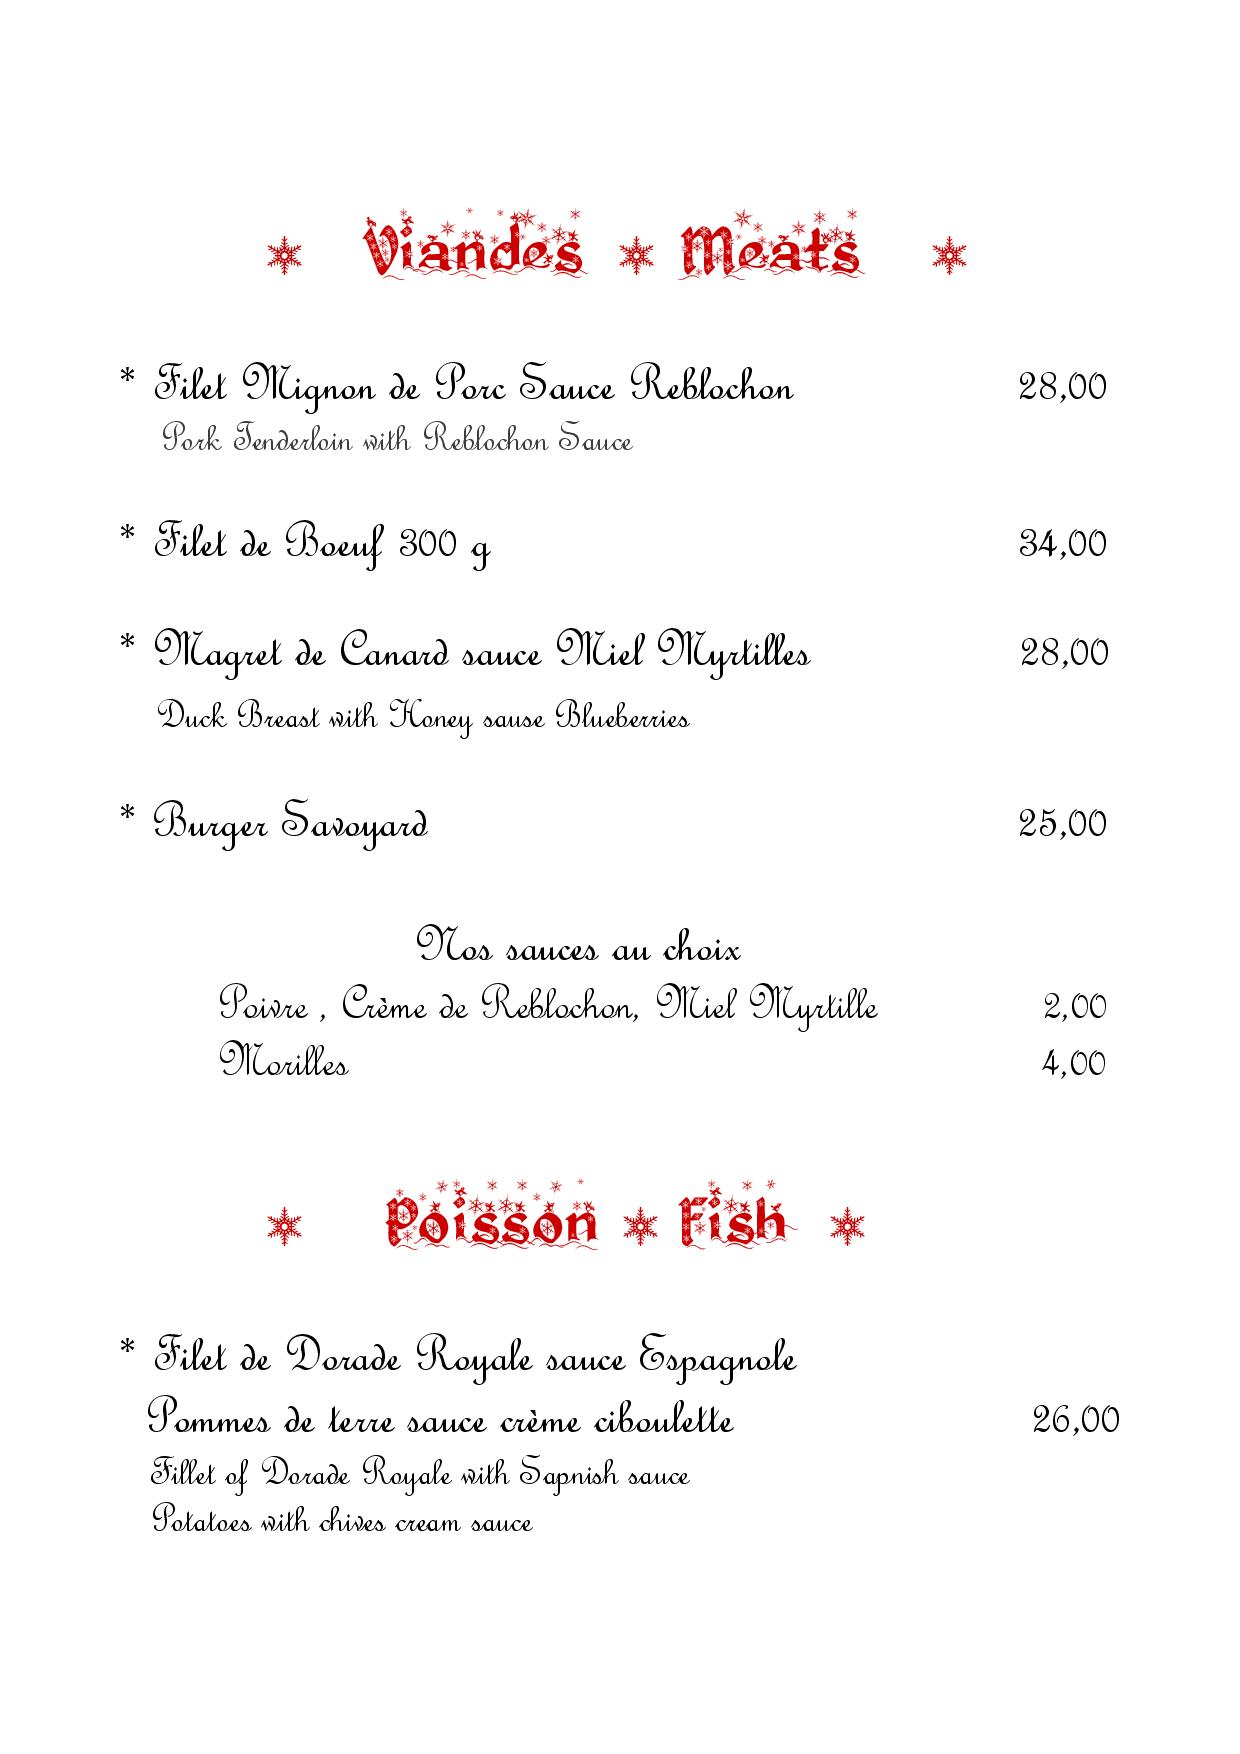 Viandes Meats
* Filet Mignon de Porc Sauce Reblochon 28,00
Pork Tenderloin with Reblochon Sauce
* Filet de Boeuf 300 g 34,00
* Magret de Canard sauce Miel Myrtilles 28,00
Duck Breast with Honey sause Blueberries
* Burger Savoyard 25,00
Nos sauces au choix
Poivre , Crème de Reblochon, Miel Myrtille 2,00
Morilles 4,00
Poisson Fish
* Filet de Dorade Royale sauce Espagnole
Pommes de terre sauce crème ciboulette 26,00
Fillet of Dorade Royale with Sapnish sauce
Potatoes with chives cream sauce